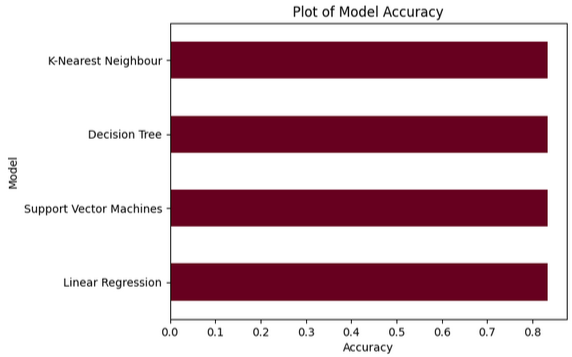 Plot of Model Accuracy
K-Nearest Neighbour
Decision Tree
Model
Support Vector Machines
Linear Regression
0.0 0.1 0.2 0.3 0.4 0.5 0.6 0.7 0.8
Accuracy